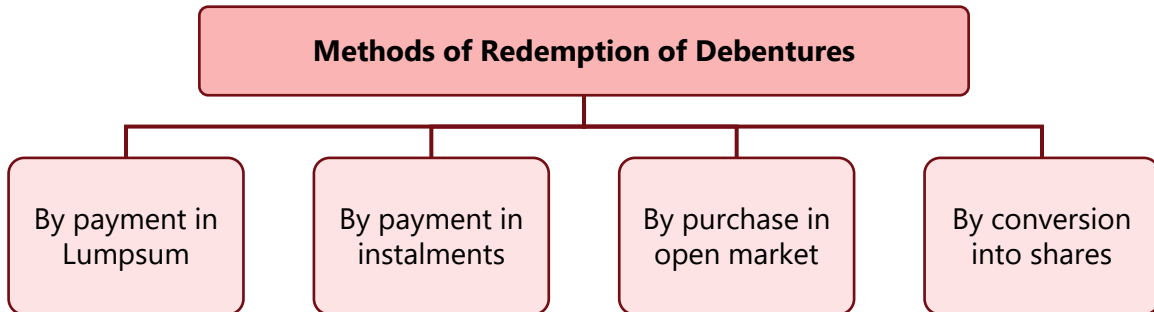 Methods of Redemption of Debentures
By payment in
Lumpsum
By payment in
instalments
By purchase in
open market
By conversion
into shares